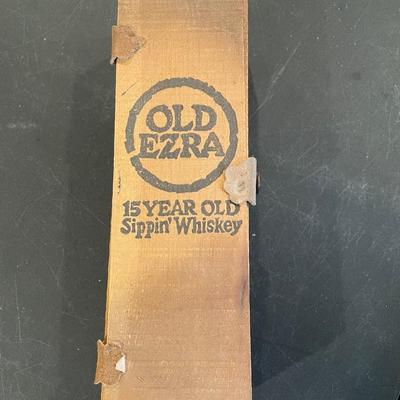 OLD
EZRA
15 YEAR OLD
Sippin' Whiskey